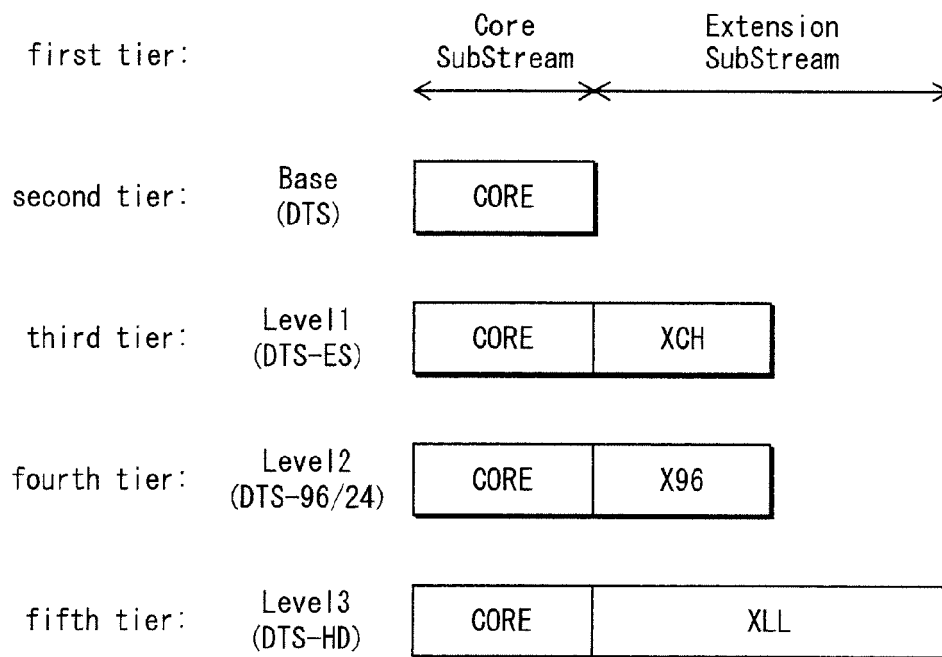 first tier:
Core
SubStream
Extension
SubStream
second tier:
Base
(DTS)
CORE
third tier:
Level1
(DTS-ES)
CORE
XCH
fourth tier:
Level2
(DTS-96/24)
CORE
X96
fifth tier:
Level3
(DTS-HD)
CORE
XLL